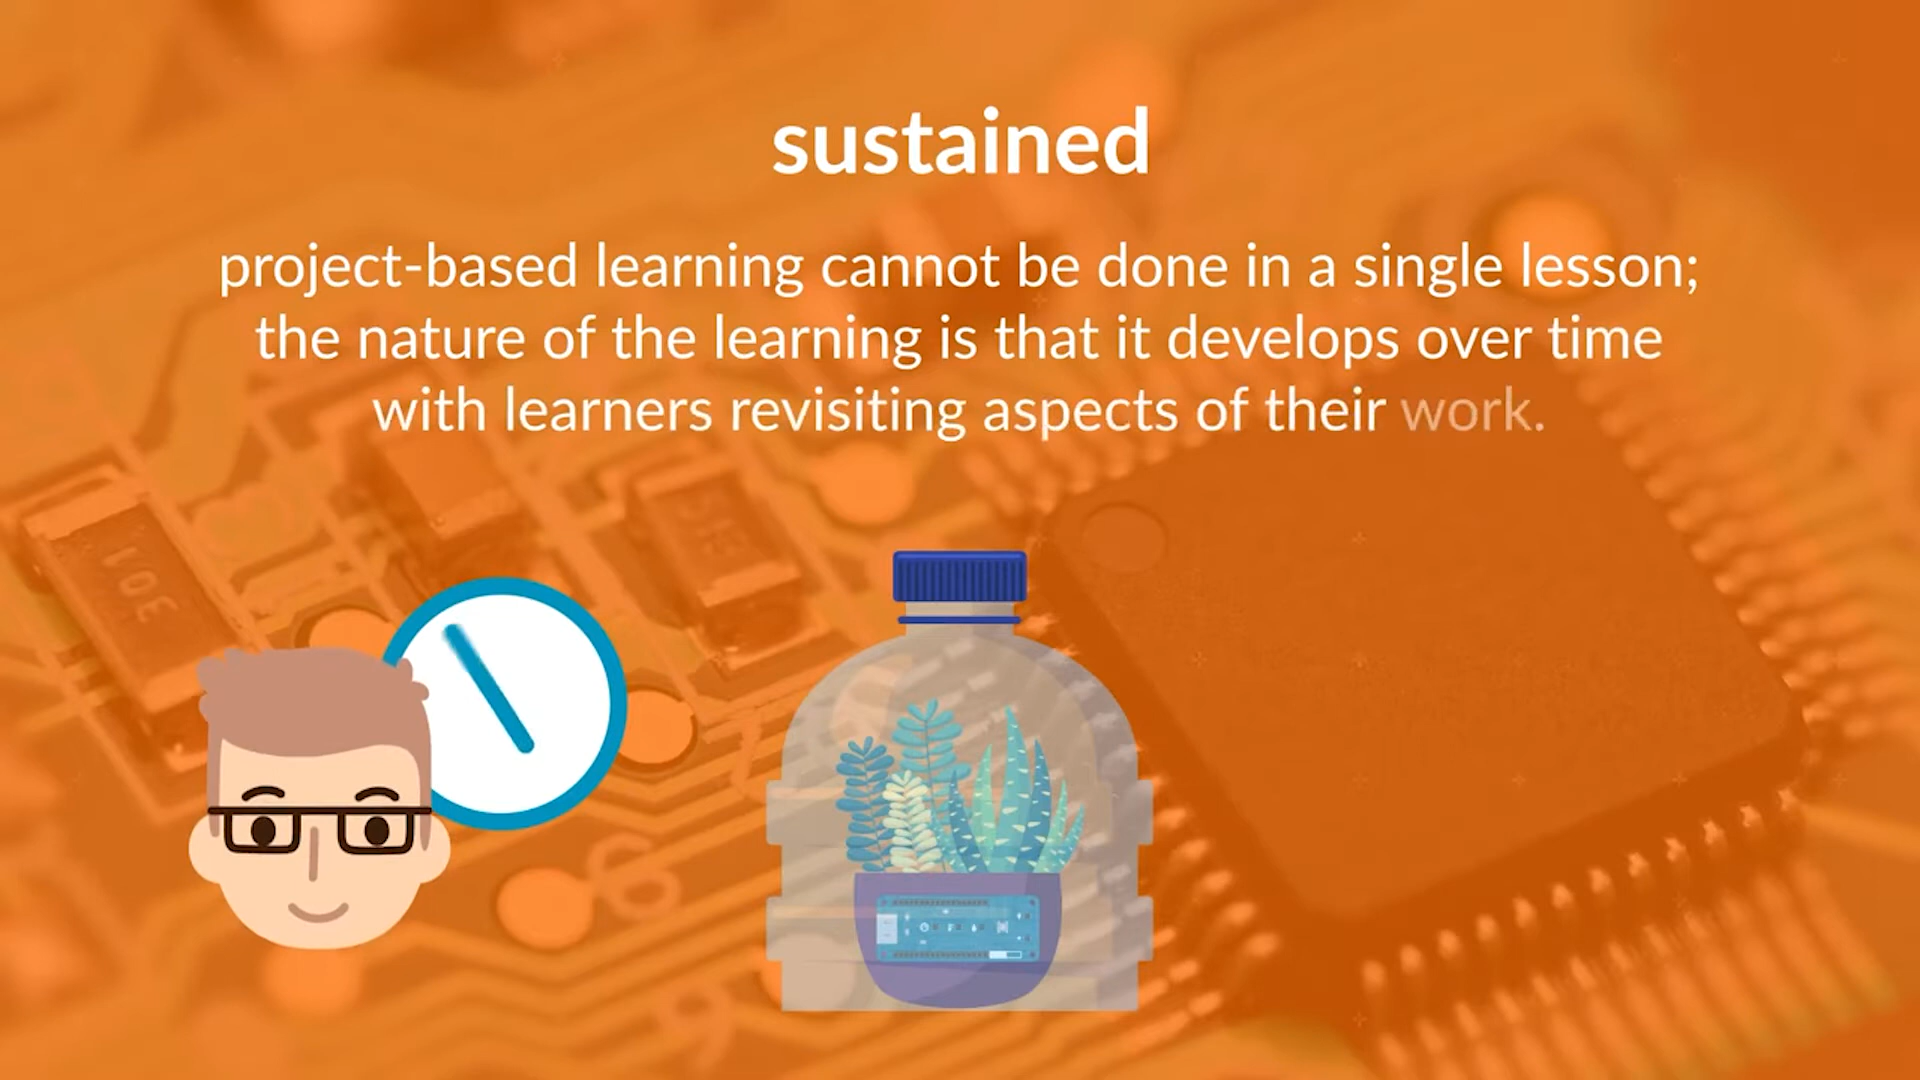 sustained
project-based learning cannot be done in a single lesson;
the nature of the learning is that it develops over time
with learners revisiting aspects of their work.